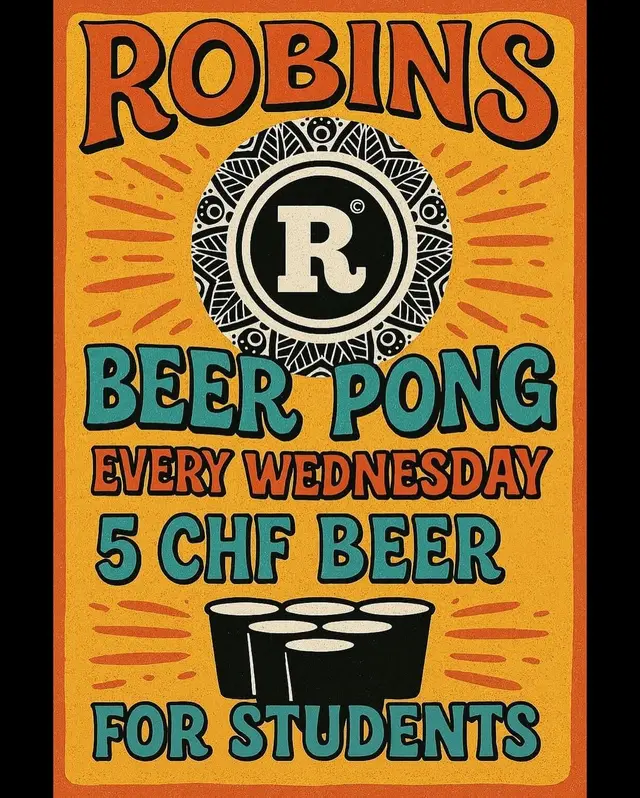 ROBINS
R©
BEER PONG
EVERY WEDNESDAY
5 CHF BEER
FOR STUDENTS